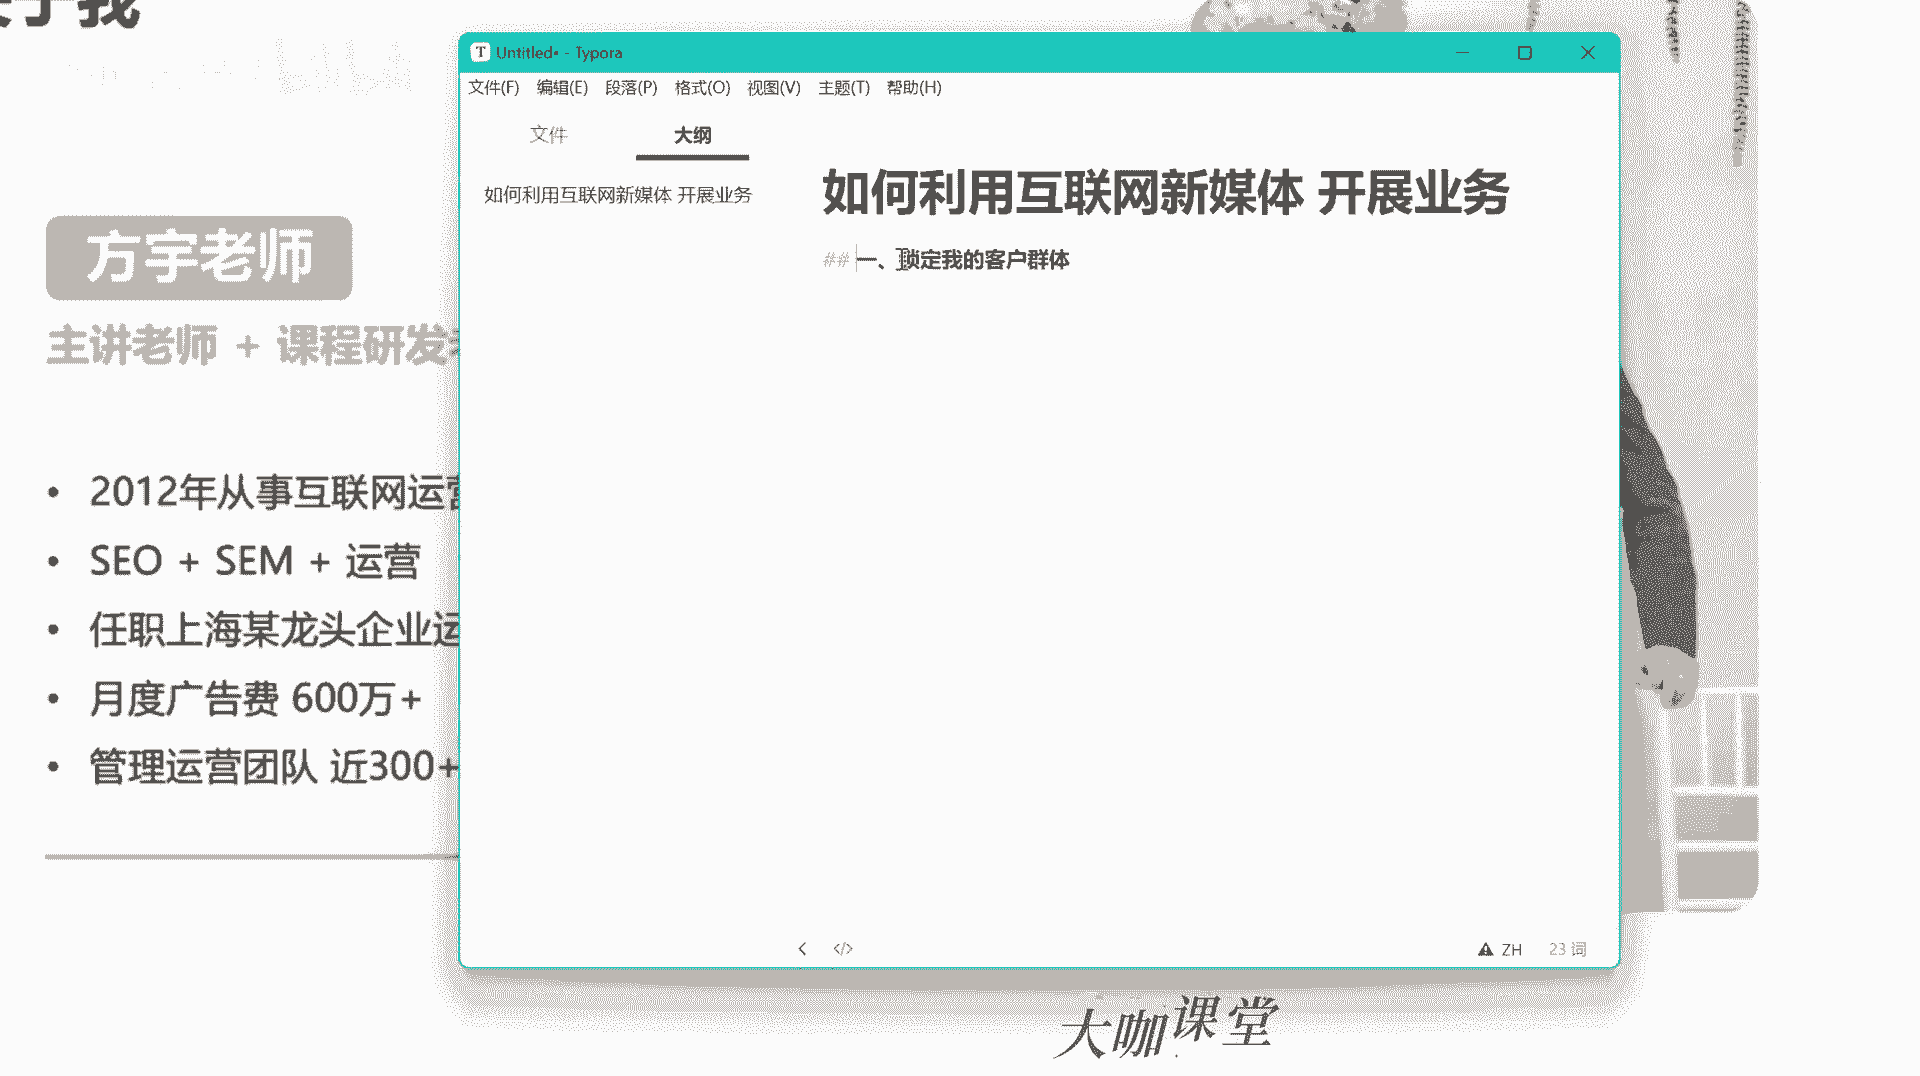 于我
Untitled• - Typora
文件(F) 编辑(E) 段落(P) 格式(O) 视图(V) 主题(T) 帮助(H)
文件 大纲
如何利用互联网新媒体 开展业务
如何利用互联网新媒体 开展业务
## 一、锁定我的客户群体
方宇老师
主讲老师 + 课程研发
2012年从事互联网运营
SEO + SEM + 运营
任职上海某龙头企业运
月度广告费 600万+
管理运营团队 近300+
</> ZH 23 词
大咖课堂